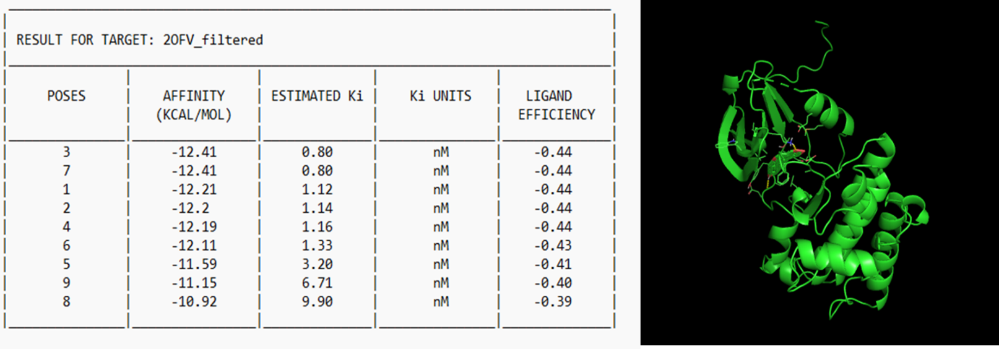 RESULT FOR TARGET: 2OFV_filtered
POSES AFFINITY ESTIMATED Ki Ki UNITS LIGAND
(KCAL/MOL) EFFICIENCY
3 -12.41 0.80 nM -0.44
7 -12.41 0.80 nM -0.44
1 -12.21 1.12 nM -0.44
2 -12.2 1.14 nM -0.44
4 -12.19 1.16 nM -0.44
6 -12.11 1.33 nM -0.43
5 -11.59 3.20 nM -0.41
9 -11.15 6.71 nM -0.40
8 -10.92 9.90 nM -0.39